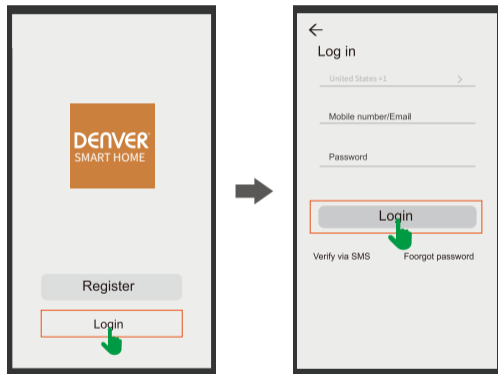 DENVER
SMART HOME
Register
Login
Log in
United States +1
Mobile number/Email
Password
Login
Verify via SMS
Foorgot password